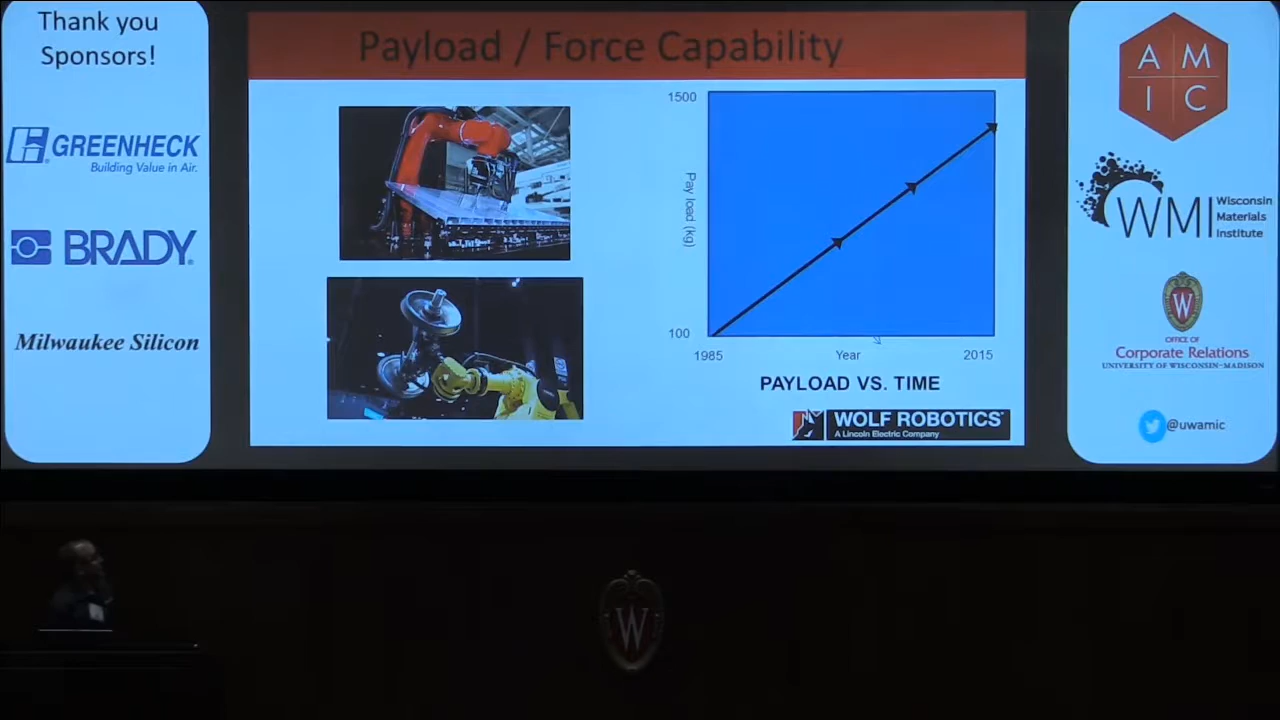 Thank you
Sponsors!
GREENHECK
Building Value in Air.
BRADY
Milwaukee Silicon
Payload / Force Capability
1500
Pay load (kg)
100
1985
Year
2015
PAYLOAD VS. TIME
WOLF ROBOTICS
A Lincoln Electric Company
A M
I C
WMI
Wisconsin
Materials
Institute
W
OFFICE OF
Corporate Relations
UNIVERSITY OF WISCONSIN-MADISON
@uwamic
W